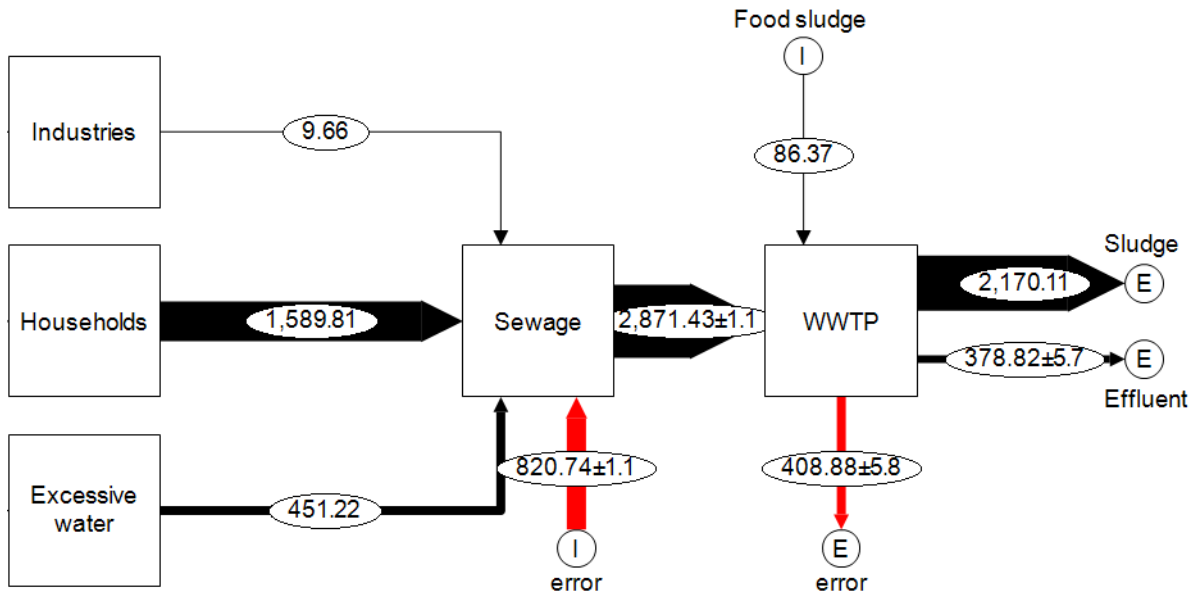 Food sludge
I
Industries
9.66
86.37
Sludge
2,170.11
E
Households
1,589.81
Sewage
2,871.43±1.1
WWTP
378.82±5.7
E
Effluent
820.74±1.1
408.88±5.8
Excessive
water
451.22
I
error
E
error